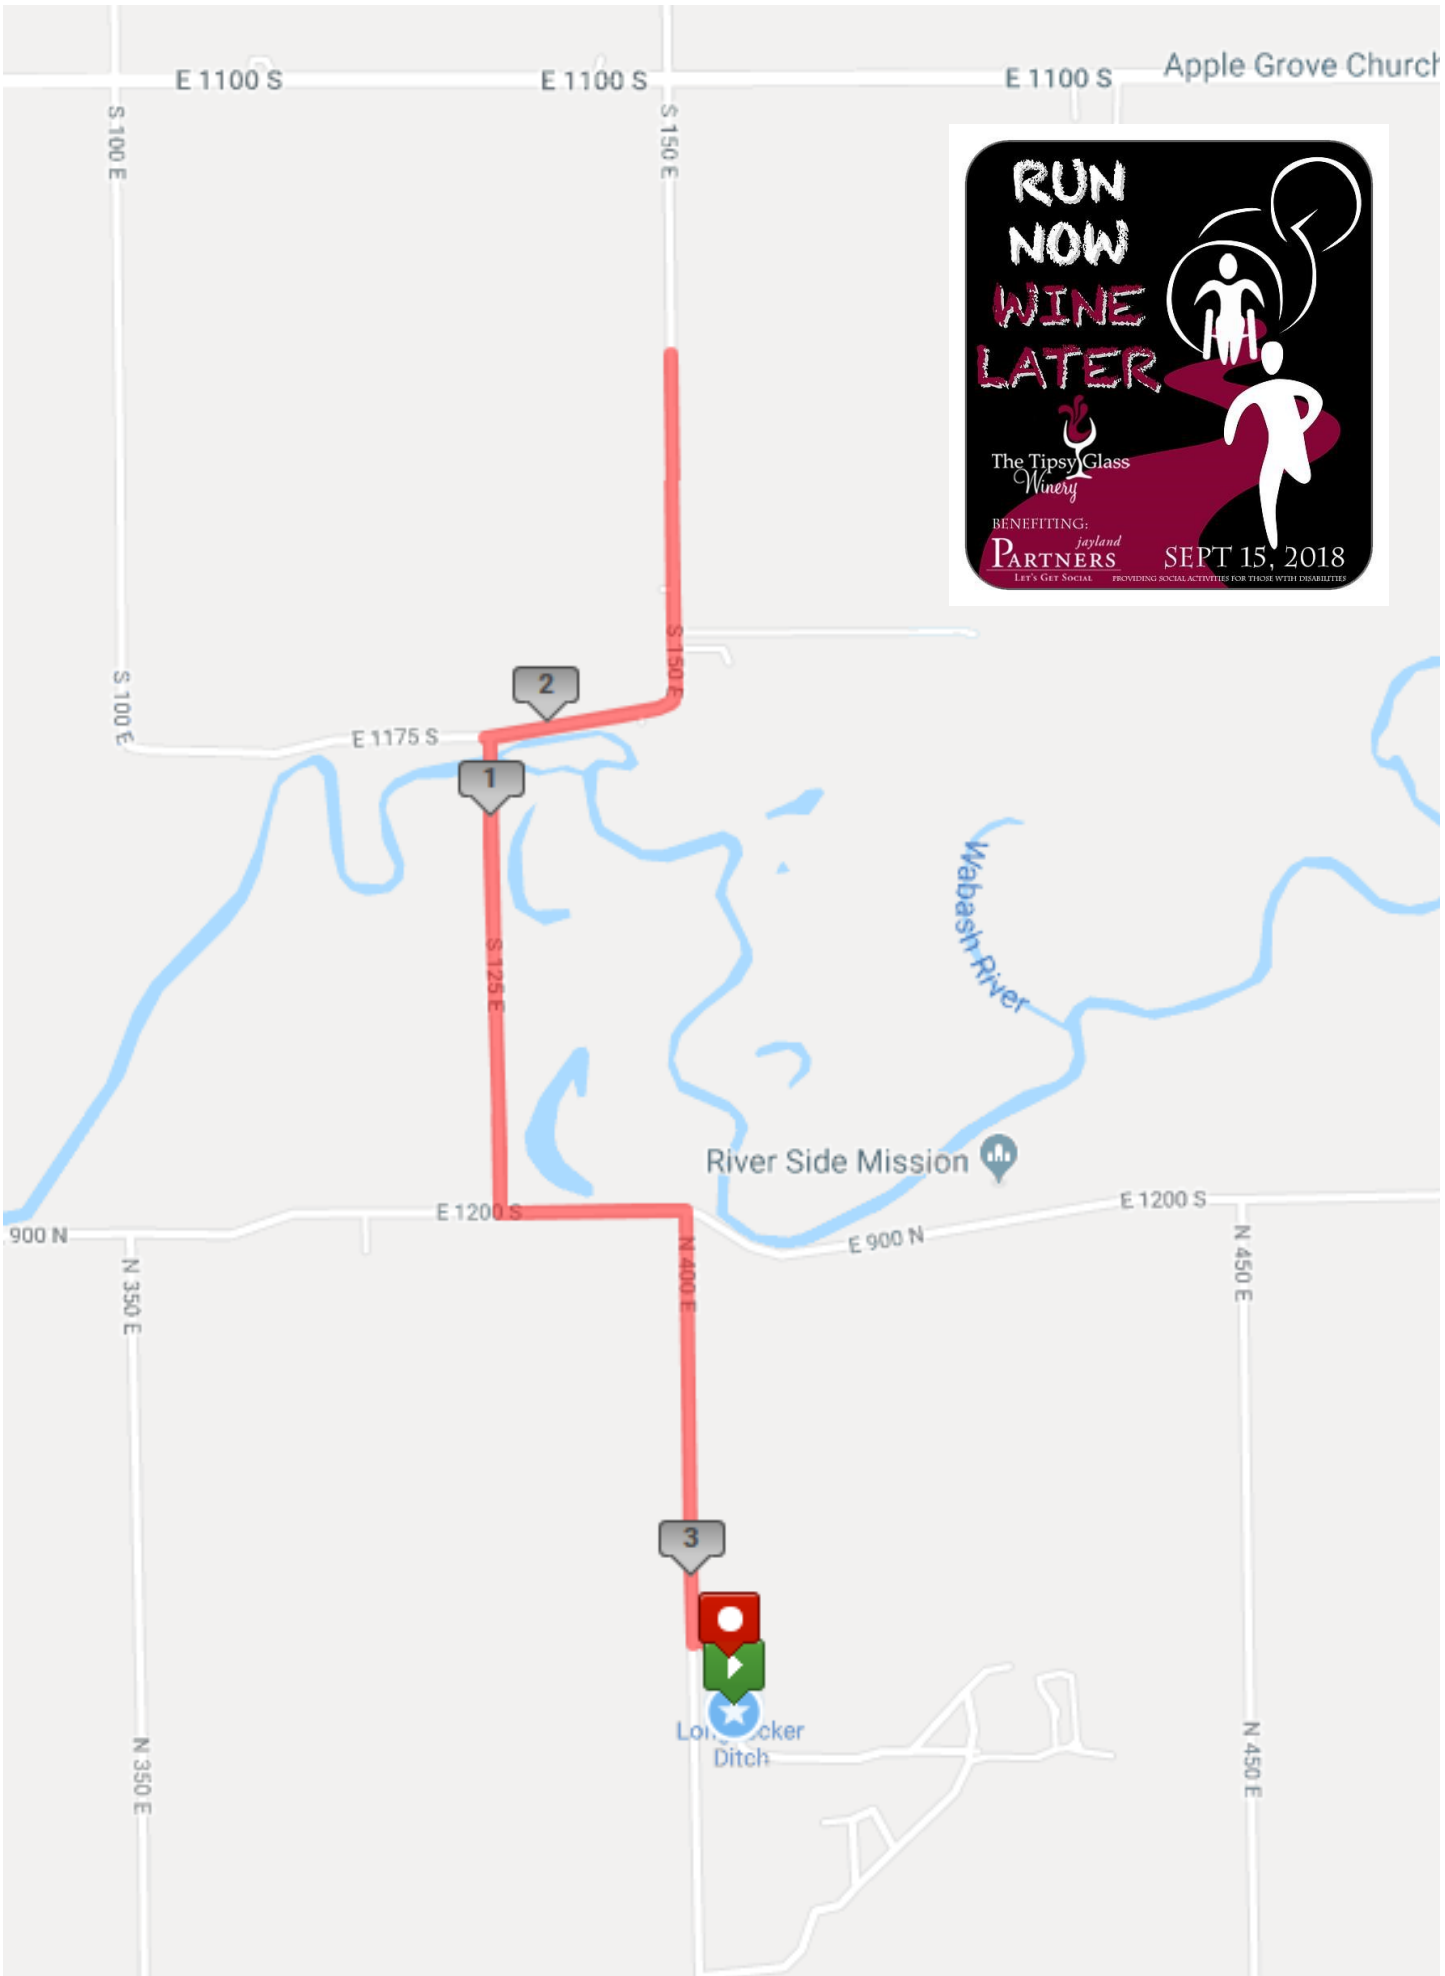 E 1100 S
E 1100 S
E 1100 S
Apple Grove Church
S 100 E
S 150 E
RUN
NOW
WINE
LATER
The Tipsy Glass
Winery
BENEFITING:
jayland
PARTNERS
LET'S GET SOCIAL
SEPT 15, 2018
PROVIDING SOCIAL ACTIVITIES FOR THOSE WTIH DISABILITIES
S 150 E
S 100 E
2
E 1175 S
1
Wabash River
S 125 E
River Side Mission
E 1200 S
E 1200 S
900 N
E 900 N
N 350 E
N 400 E
N 450 E
3
Ditch
N 350 E
N 450 E